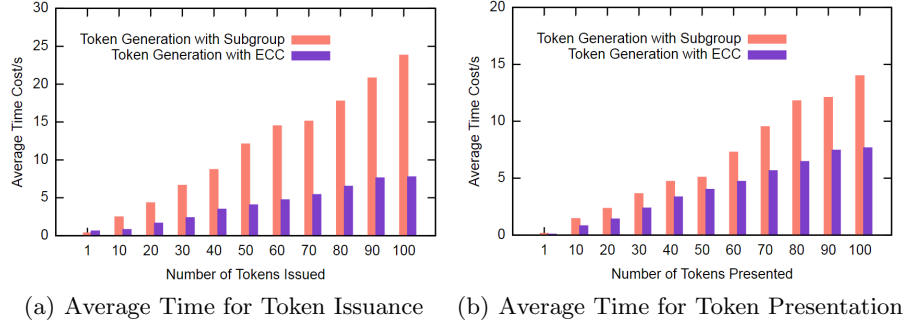 30
25
20
15
10
5
0
Average Time Cost/s
Token Generation with Subgroup
Token Generation with ECC
1 10 20 30 40 50 60 70 80 90 100
Number of Tokens Issued
(a) Average Time for Token Issuance
20
15
10
5
0
Average Time Cost/s
Token Generation with Subgroup
Token Generation with ECC
1 10 20 30 40 50 60 70 80 90 100
Number of Tokens Presented
(b) Average Time for Token Presentation